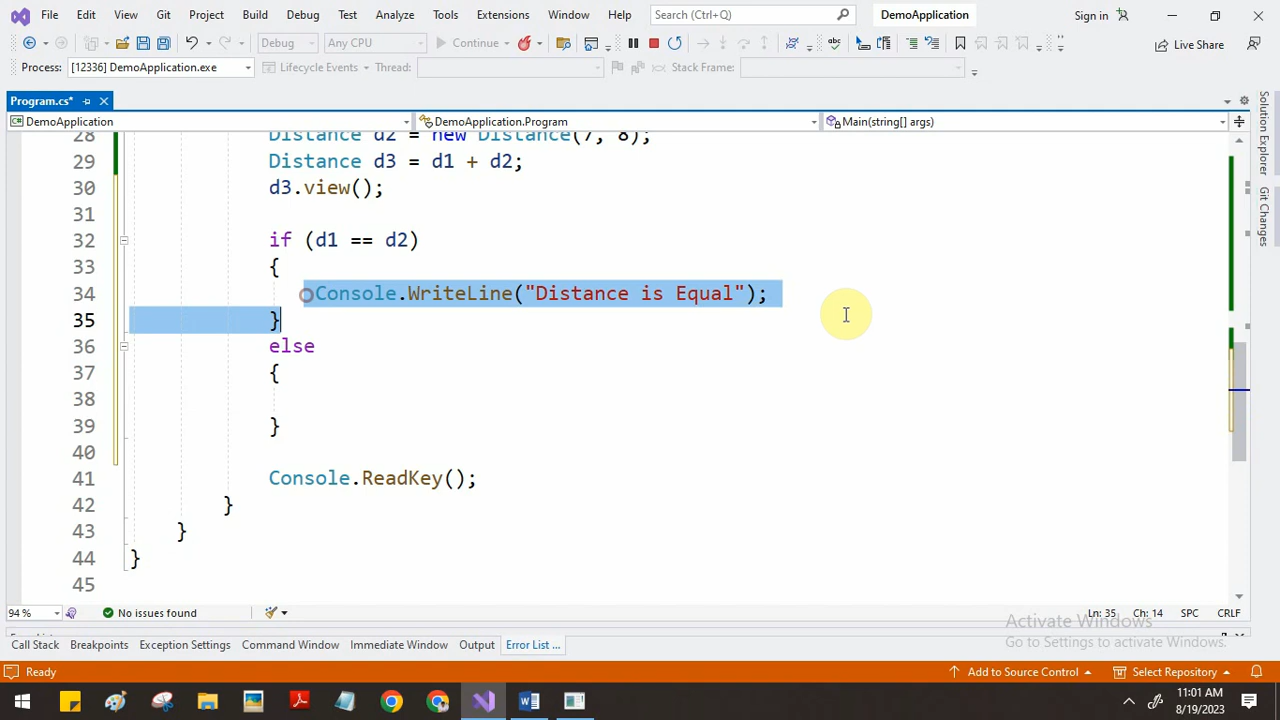 File Edit View Git Project Build Debug Test Analyze Tools Extensions Window Help Search (Ctrl+Q) DemoApplication Sign in
Debug Any CPU Continue Live Share
Process: [12336] DemoApplication.exe Lifecycle Events Thread: Stack Frame:
Program.cs*
DemoApplication DemoApplication.Program Main(string[] args)
28 Distance d2 = new Distance(7, 8);
29 Distance d3 = d1 + d2;
30 d3.view();
31
32 if (d1 == d2)
33 {
34 Console.WriteLine("Distance is Equal");
35 }
36 else
37 {
38
39 }
40
41 Console.ReadKey();
42 }
43 }
44 }
45
Solution Explorer
Git Changes
94 % No issues found Ln: 35 Ch: 14 SPC CRLF
Activate Windows
Go to Settings to activate Windows.
Call Stack Breakpoints Exception Settings Command Window Immediate Window Output Error List ...
Ready Add to Source Control Select Repository
11:01 AM
8/19/2023